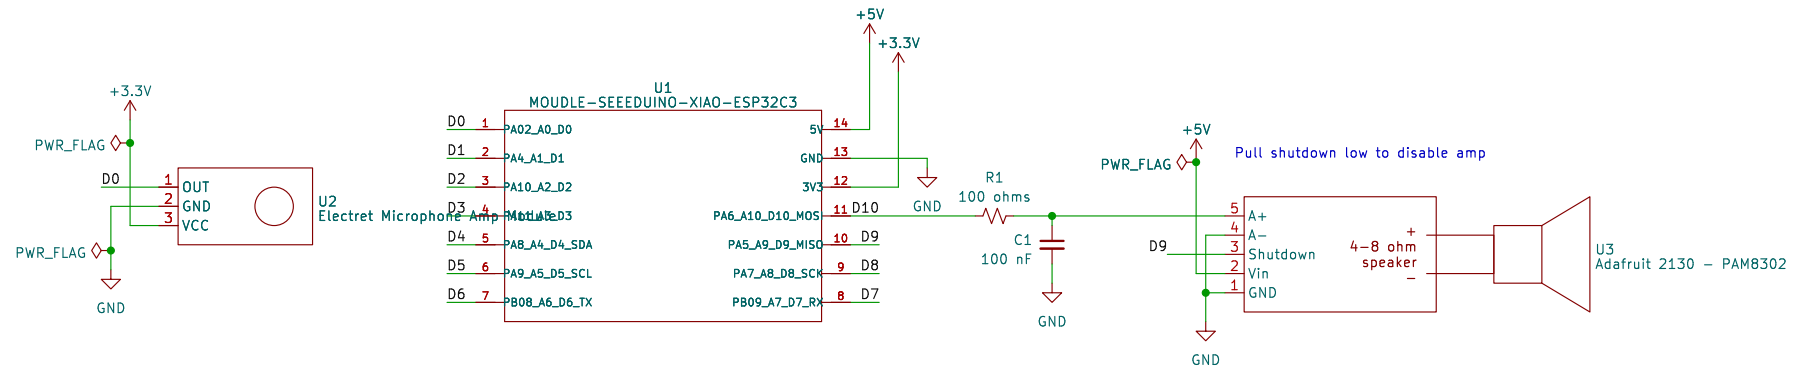 +3.3V
PWR_FLAG
D0
1 OUT
2 GND
3 VCC
U2
Electret Microphone Amp Module
PWR_FLAG
GND
U1
MOUDLE-SEEEDUINO-XIAO-ESP32C3
D0 1 PA02_A0_D0
D1 2 PA4_A1_D1
D2 3 PA10_A2_D2
D3 4
D4 5 PA8_A4_D4_SDA
D5 6 PA9_A5_D5_SCL
D6 7 PB08_A6_D6_TX
+5V
+3.3V
5V 14
GND 13
3V3 12
PA6_A10_D10_MOS 11 D10
PA5_A9_D9_MISO 10 D9
PA7_A8_D8_SCK 9 D8
PB09_A7_D7_RX 8 D7
GND
R1
100 ohms
C1
100 nF
GND
+5V
PWR_FLAG
Pull shutdown low to disable amp
5 A+
4 A-
D9 3 Shutdown
2 Vin
1 GND
+
4-8 ohm
speaker
-
U3
Adafruit 2130 - PAM8302
GND